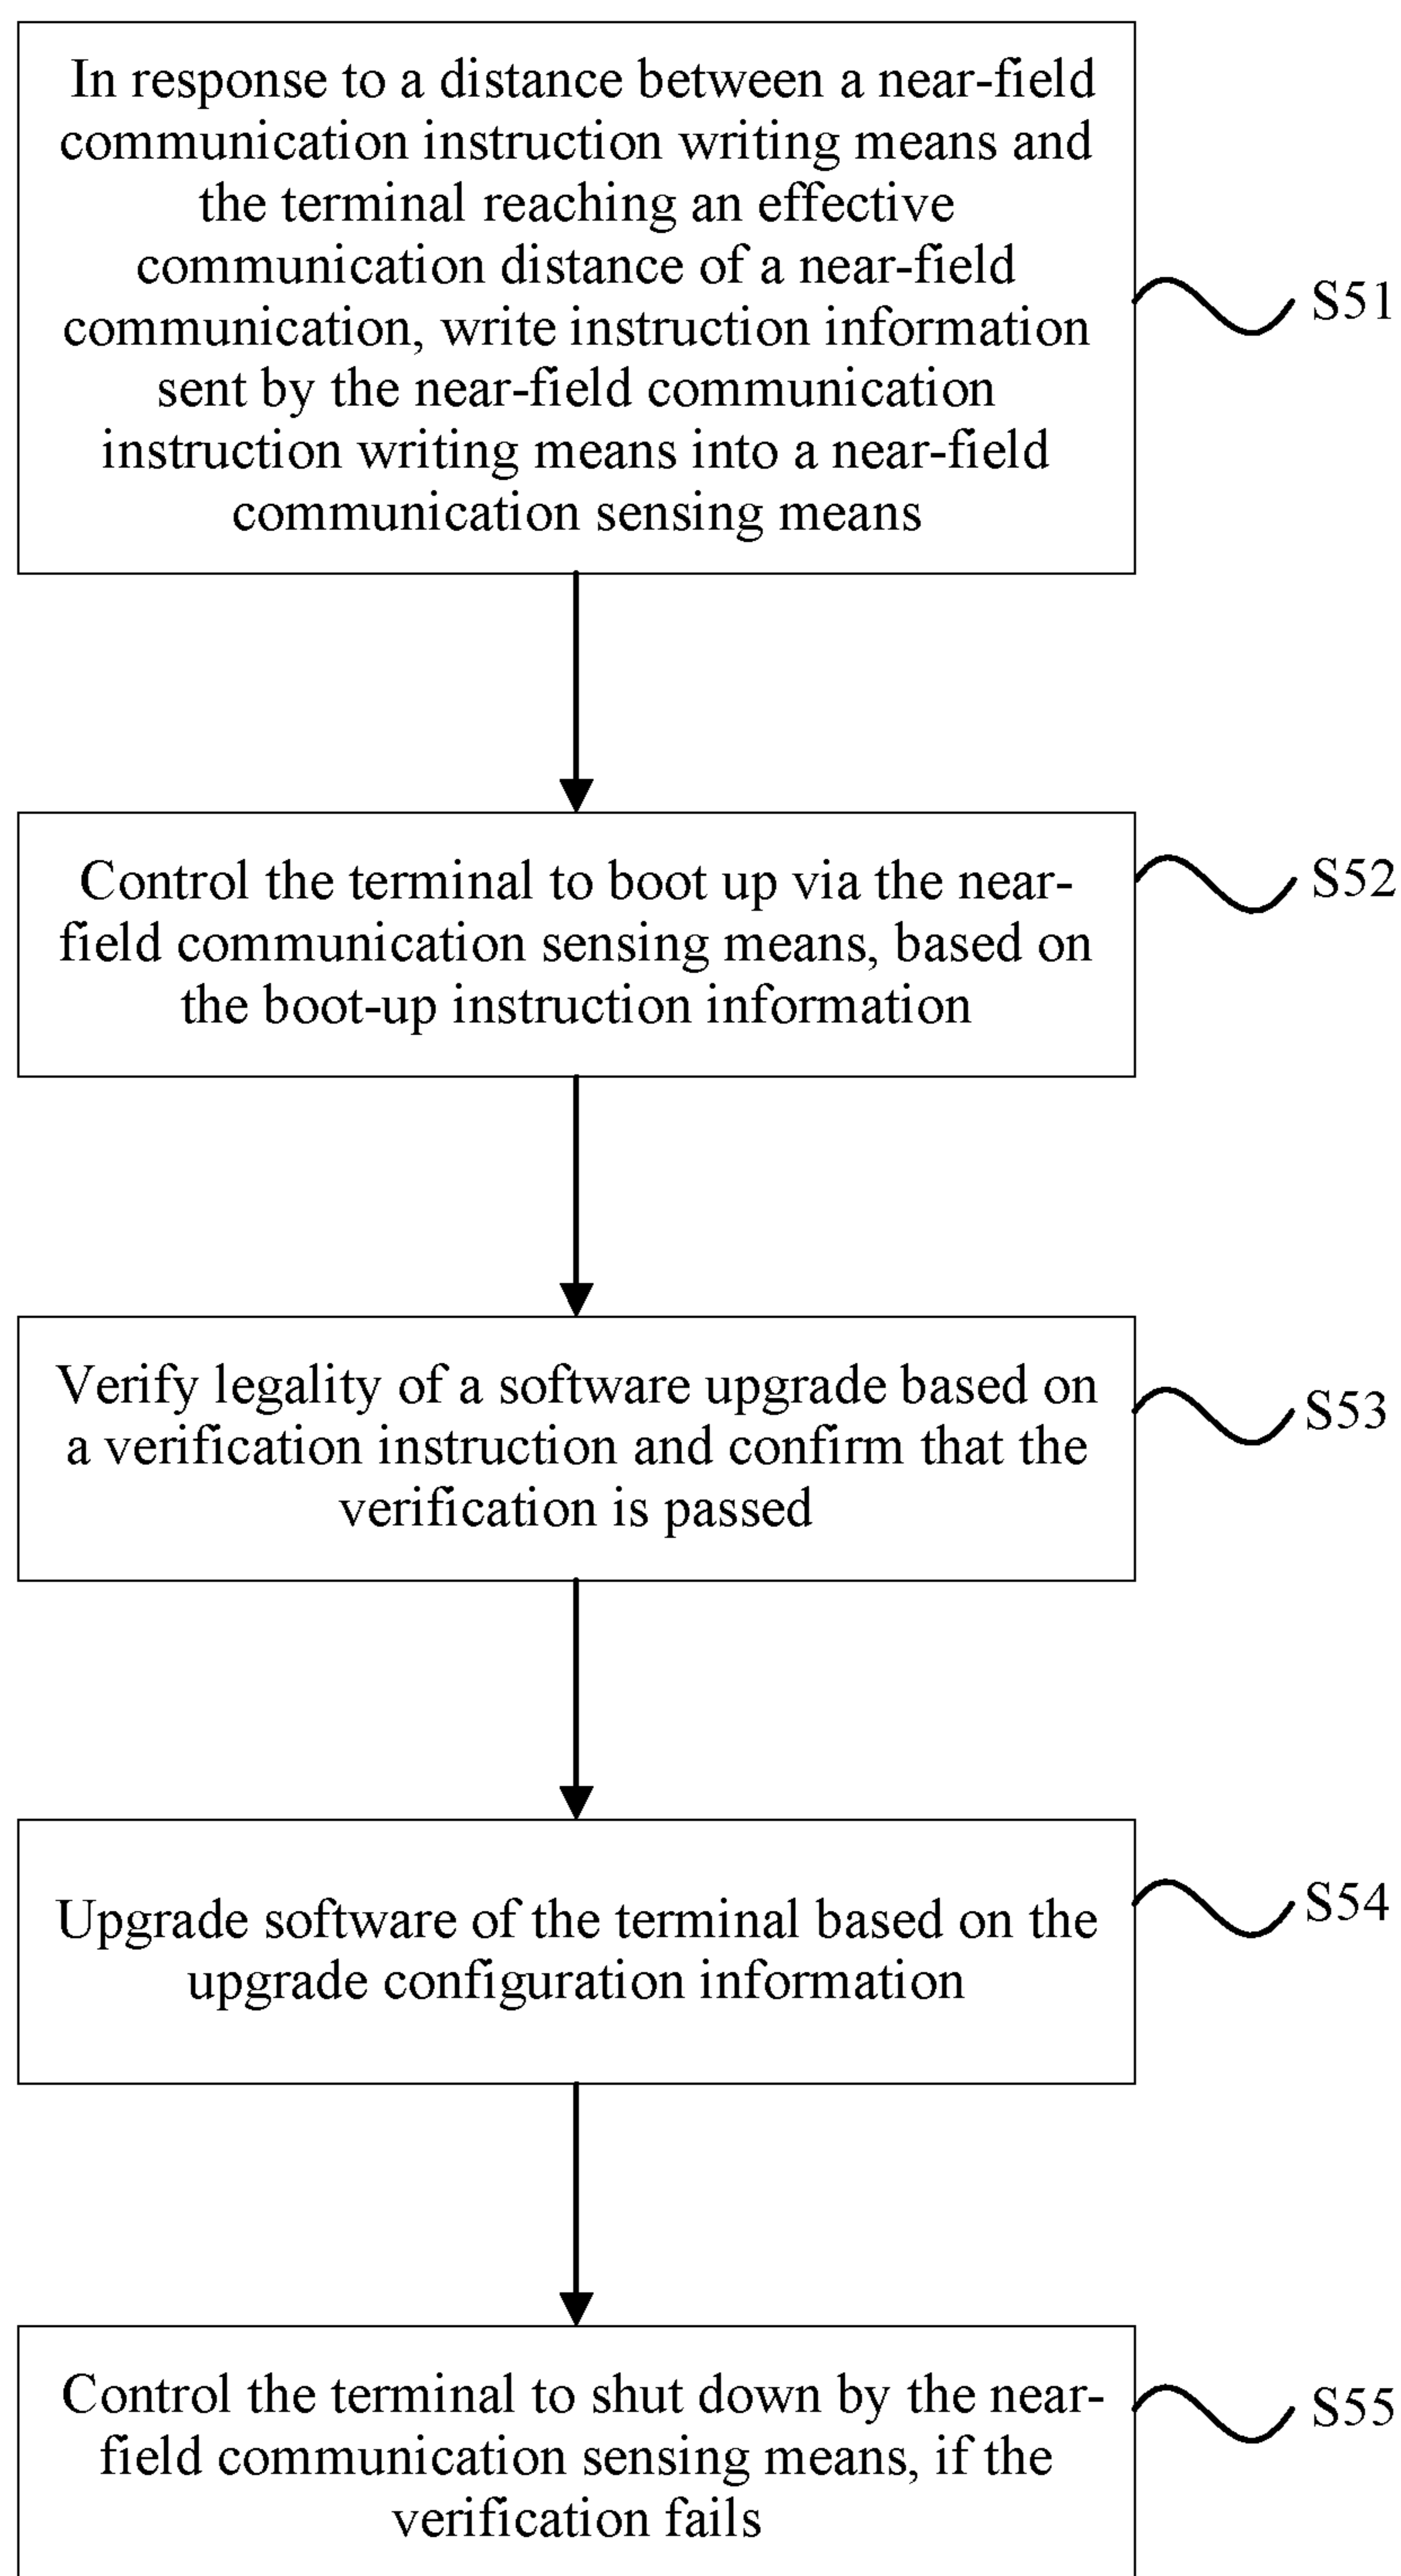 In response to a distance between a near-field
communication instruction writing means and
the terminal reaching an effective
communication distance of a near-field
communication, write instruction information
sent by the near-field communication
instruction writing means into a near-field
communication sensing means
S51
Control the terminal to boot up via the near-
field communication sensing means, based on
the boot-up instruction information
S52
Verify legality of a software upgrade based on
a verification instruction and confirm that the
verification is passed
S53
Upgrade software of the terminal based on the
upgrade configuration information
S54
Control the terminal to shut down by the near-
field communication sensing means, if the
verification fails
S55